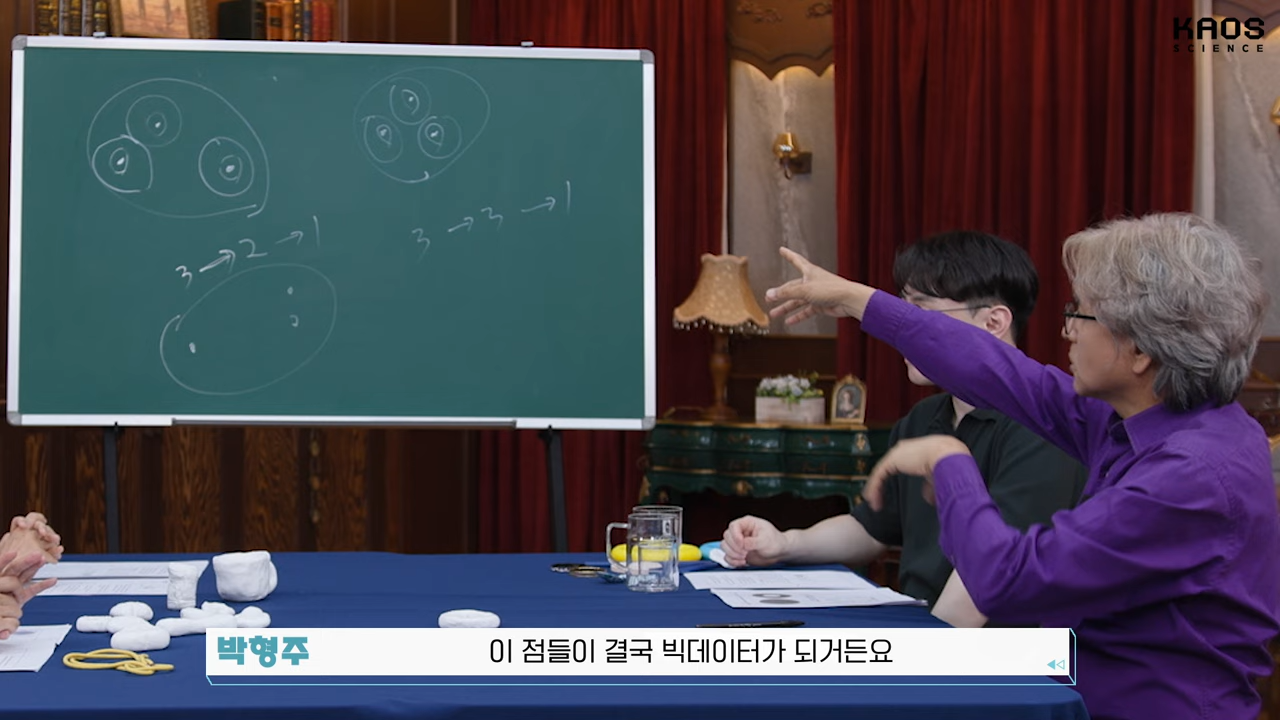 KAOS
SCIENCE
3 → 2 → 1
3 → 3 → 1
박형주
이 점들이 결국 빅데이터가 되거든요